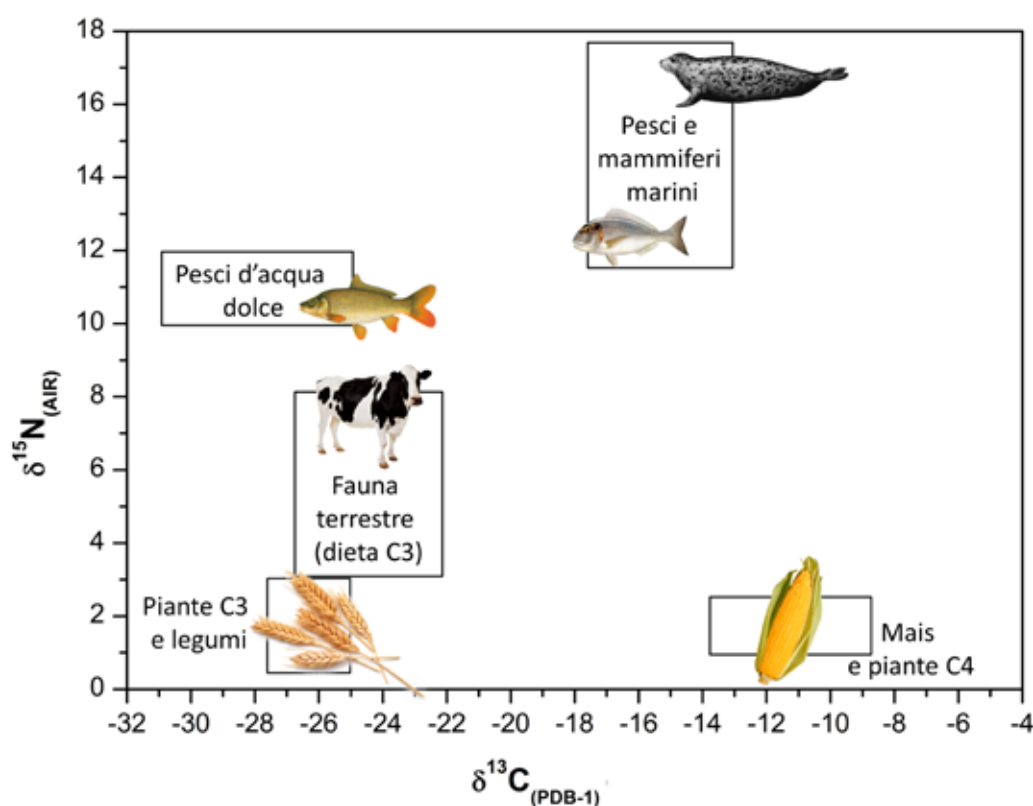 18
16
14
12
10
8
6
4
2
0
δ15N(AIR)
Pesci e
mammiferi
marini
Pesci d'acqua
dolce
Fauna
terrestre
(dieta C3)
Piante C3
e legumi
Mais
e piante C4
-32 -30 -28 -26 -24 -22 -20 -18 -16 -14 -12 -10 -8 -6 -4
δ13C(PDB-1)